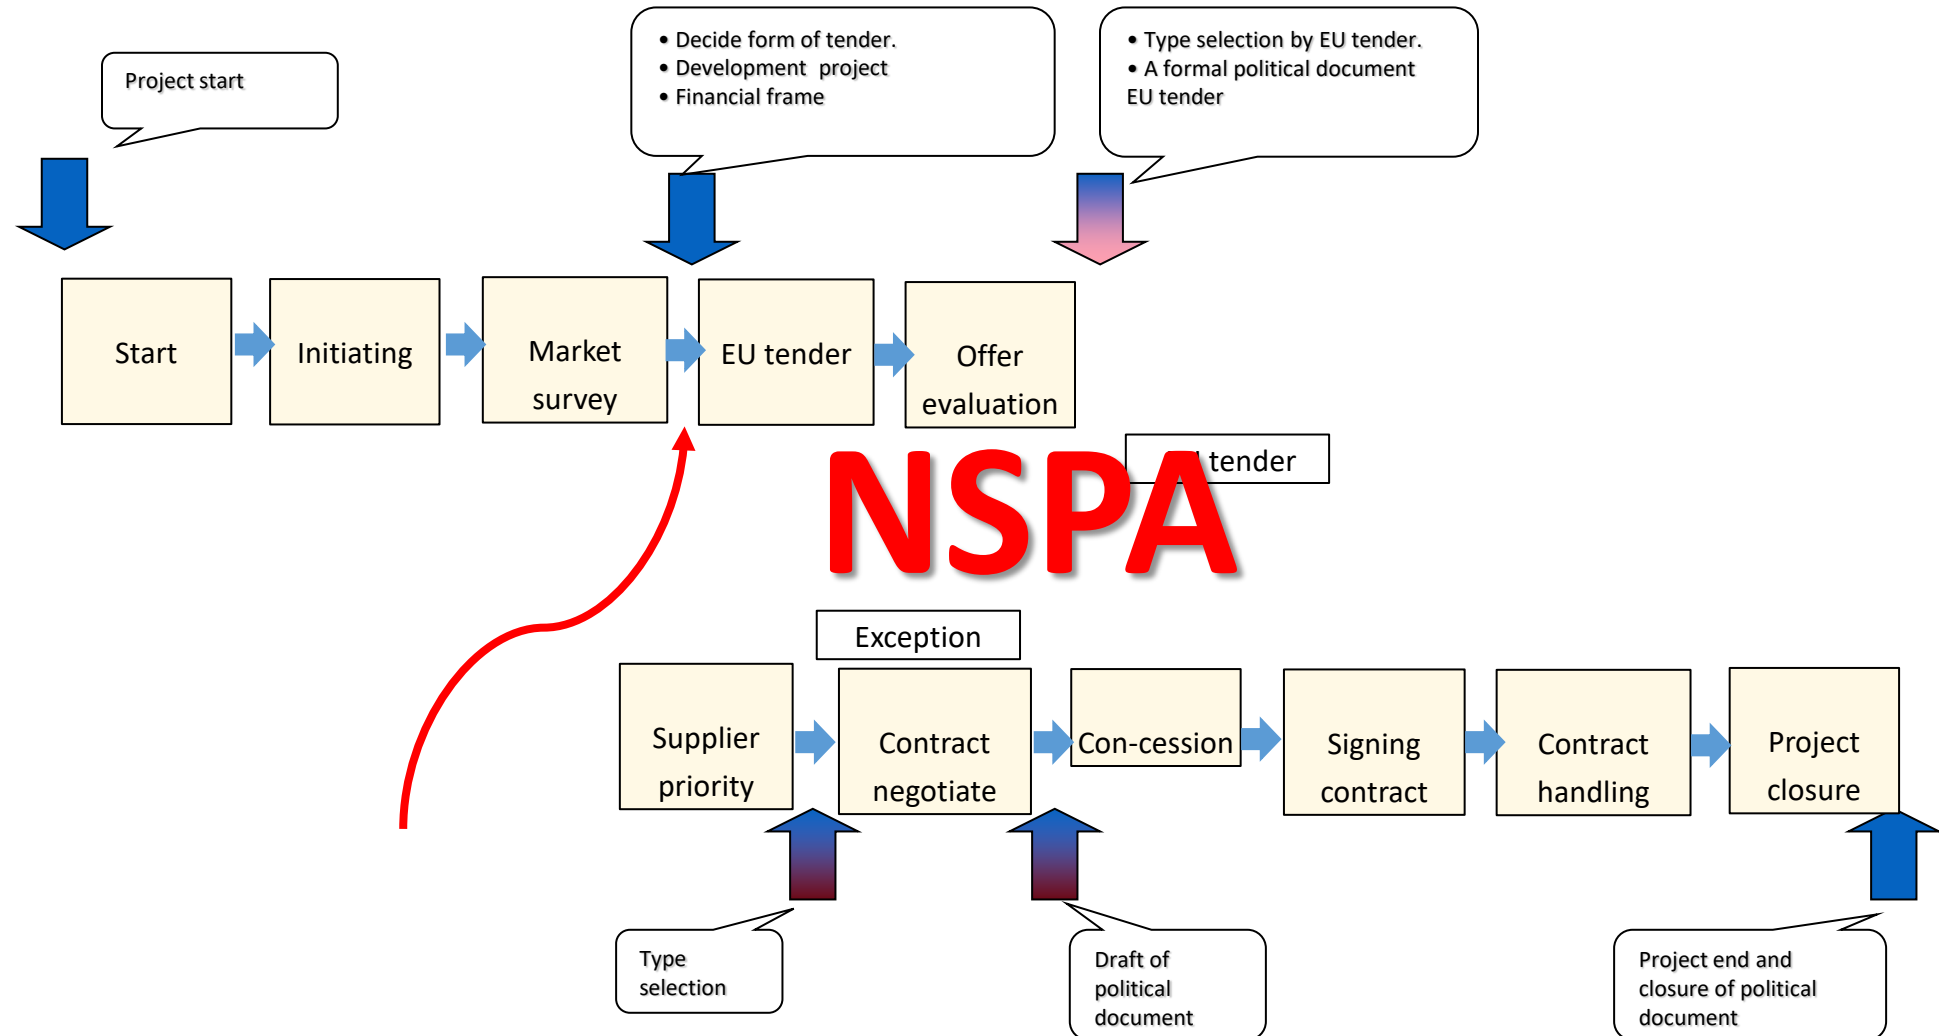 Project start
• Decide form of tender.
• Development project
• Financial frame
• Type selection by EU tender.
• A formal political document
EU tender
Start
Initiating
Market
survey
EU tender
Offer
evaluation
tender
NSPA
Exception
Supplier
priority
Contract
negotiate
Con-cession
Signing
contract
Contract
handling
Project
closure
Type
selection
Draft of
political
document
Project end and
closure of political
document